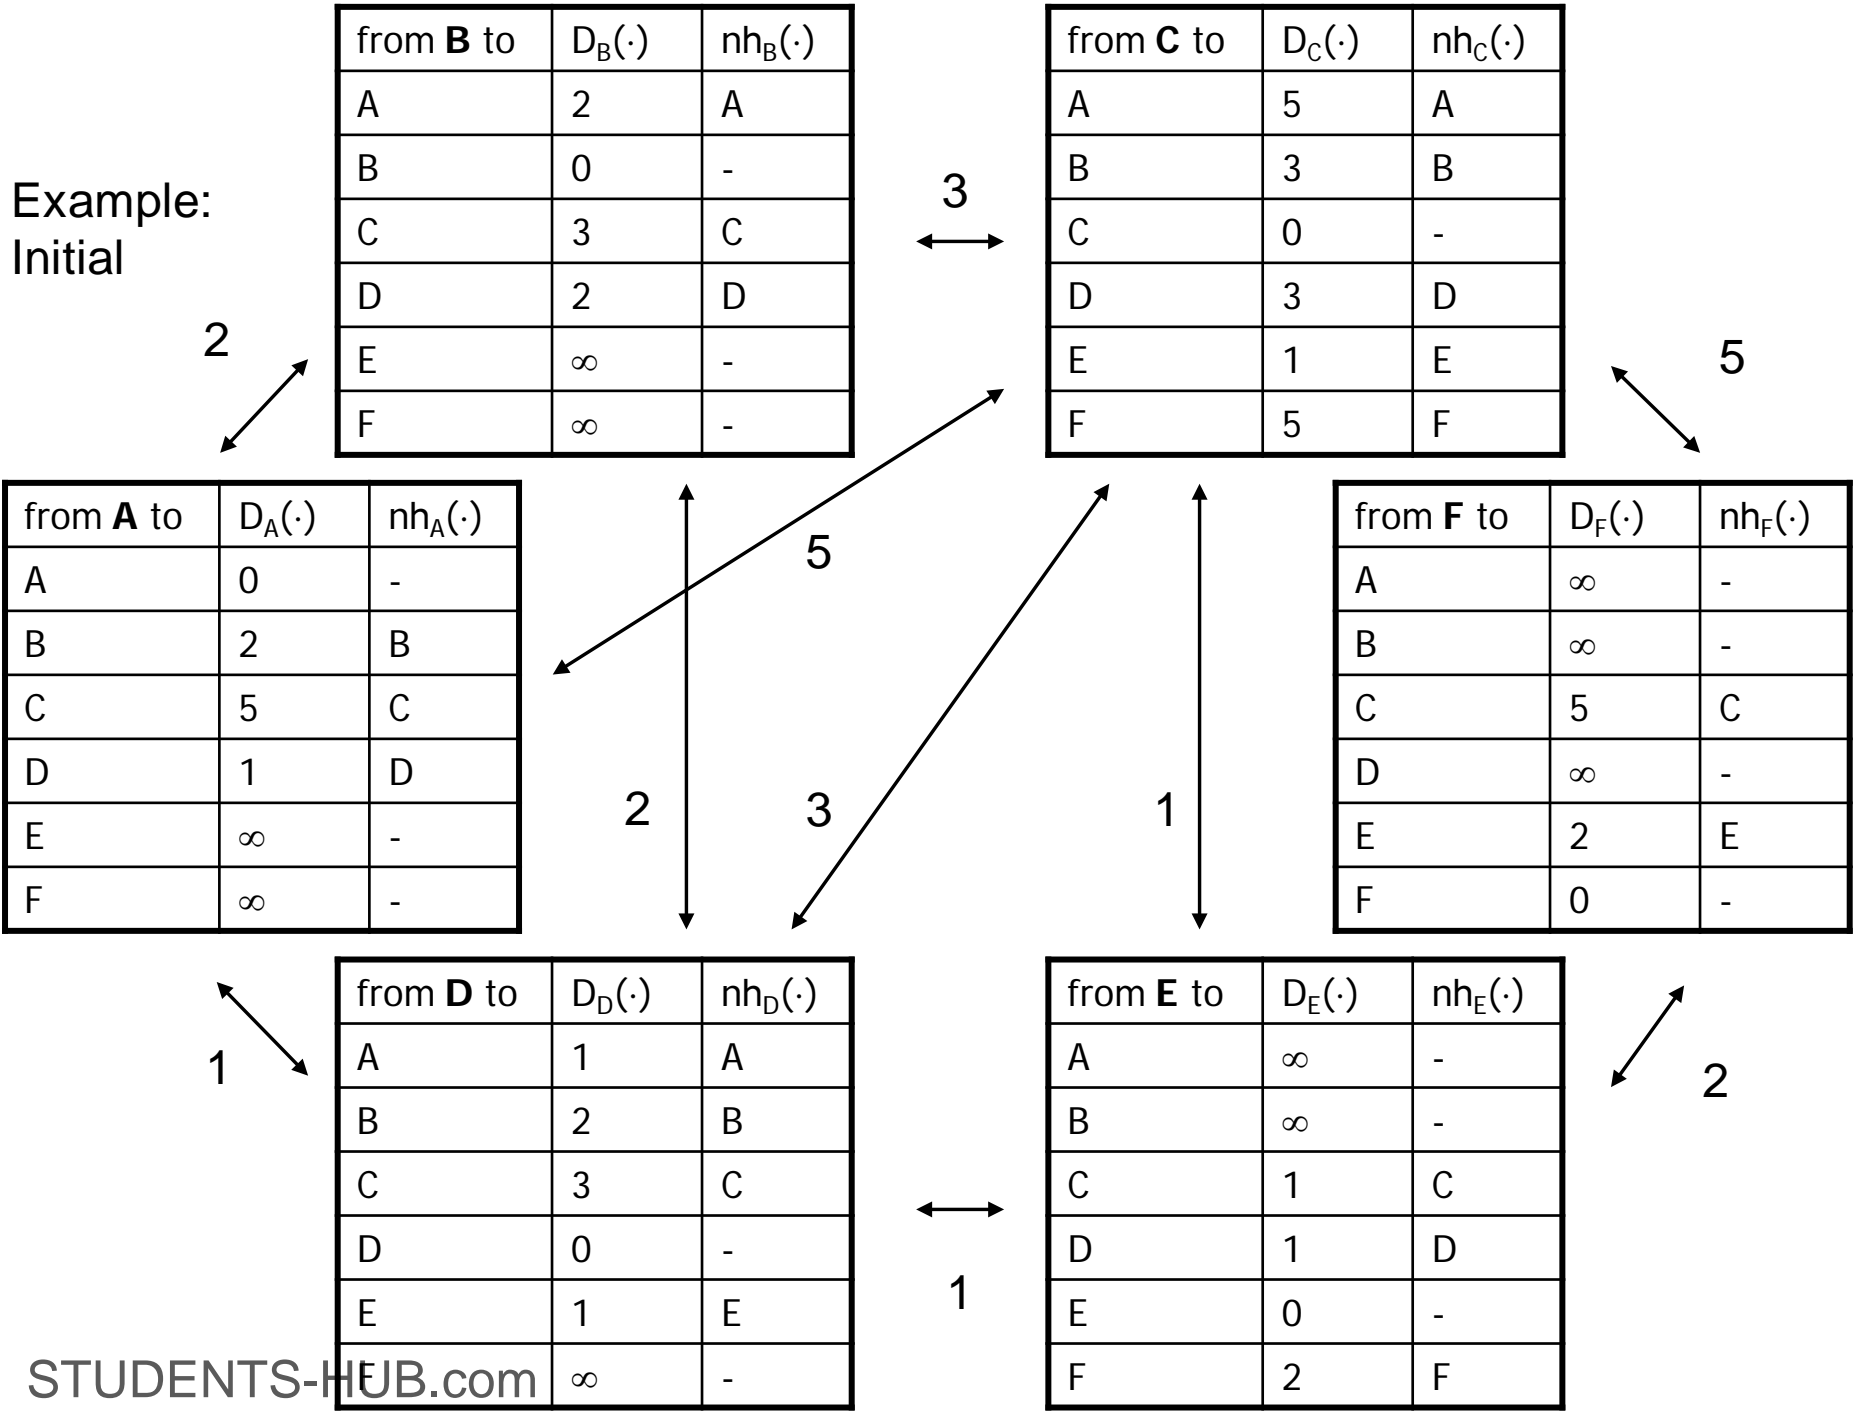 Example:
Initial
from B to D_B(·) nh_B(·)
A 2 A
B 0 -
C 3 C
D 2 D
E ∞ -
F ∞ -
3
from C to D_C(·) nh_C(·)
A 5 A
B 3 B
C 0 -
D 3 D
E 1 E
F 5 F
2
5
from A to D_A(·) nh_A(·)
A 0 -
B 2 B
C 5 C
D 1 D
E ∞ -
F ∞ -
5
2
3
1
from F to D_F(·) nh_F(·)
A ∞ -
B ∞ -
C 5 C
D ∞ -
E 2 E
F 0 -
1
from D to D_D(·) nh_D(·)
A 1 A
B 2 B
C 3 C
D 0 -
E 1 E
F ∞ -
1
from E to D_E(·) nh_E(·)
A ∞ -
B ∞ -
C 1 C
D 1 D
E 0 -
F 2 F
2
STUDENTS-HUB.com